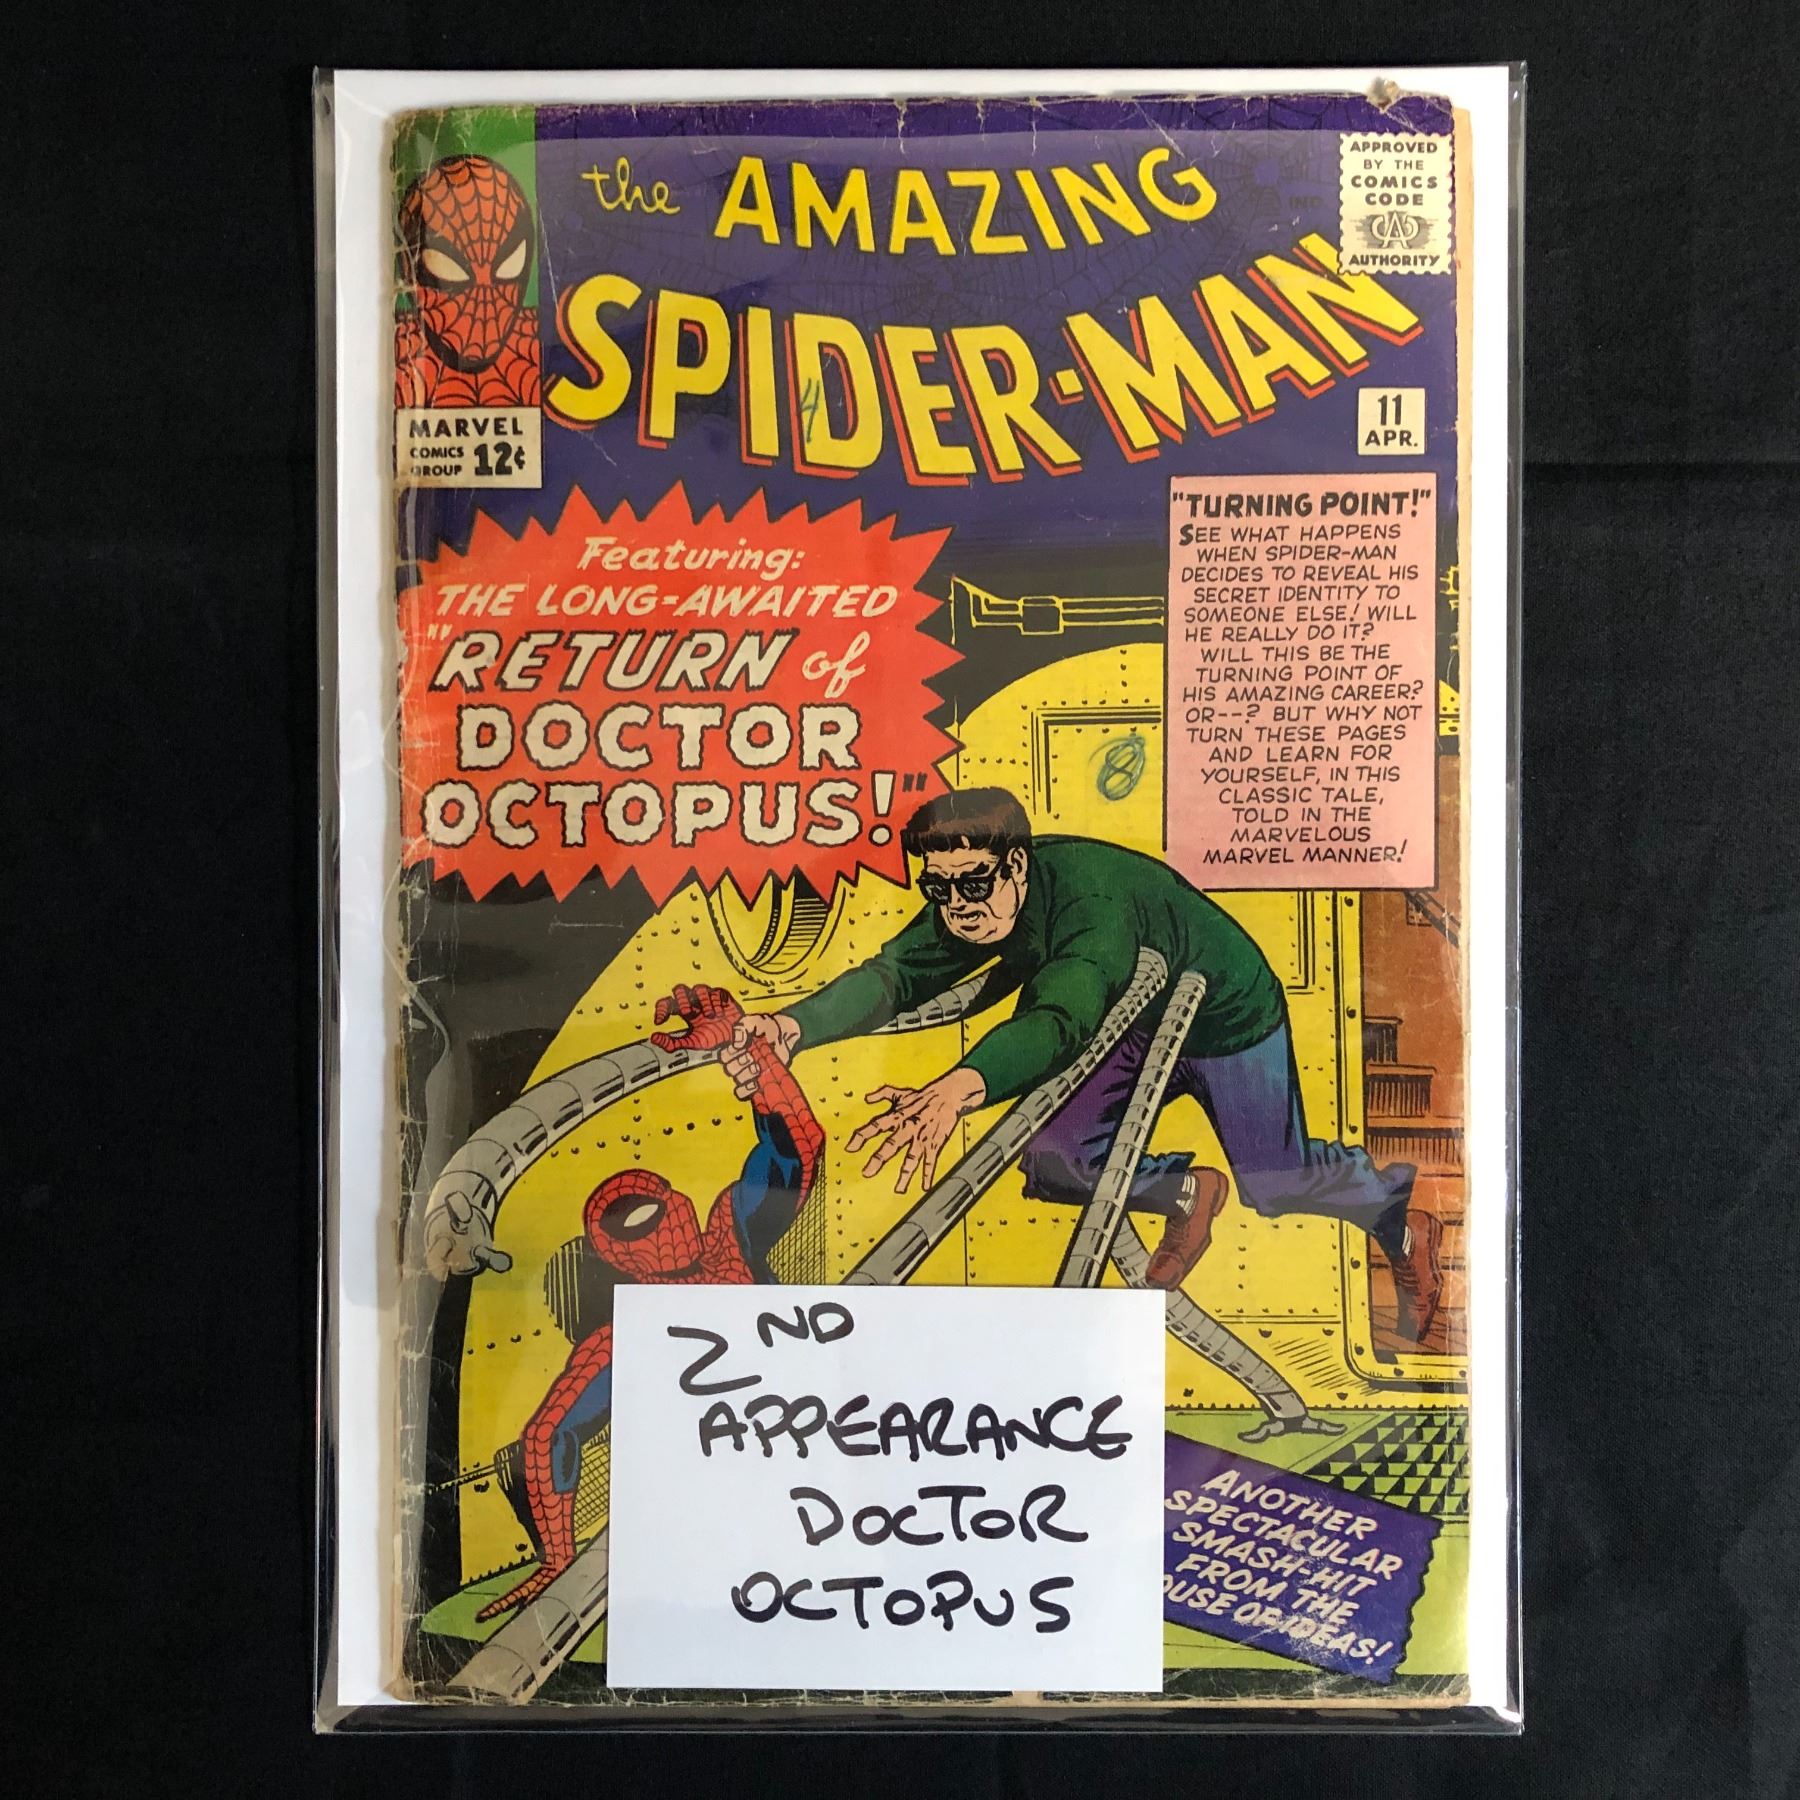 the AMAZING
SPIDER-MAN
APPROVED
BY THE
COMICS
CODE
CA
AUTHORITY
MARVEL
COMICS
GROUP 12¢
4
11
APR.
Featuring:
THE LONG-AWAITED
"RETURN of
DOCTOR
OCTOPUS!"
"TURNING POINT!"
SEE WHAT HAPPENS
WHEN SPIDER-MAN
DECIDES TO REVEAL HIS
SECRET IDENTITY TO
SOMEONE ELSE! WILL
HE REALLY DO IT?
WILL THIS BE THE
TURNING POINT OF
HIS AMAZING CAREER?
OR--? BUT WHY NOT
TURN THESE PAGES
AND LEARN FOR
YOURSELF, IN THIS
CLASSIC TALE,
TOLD IN THE
MARVELOUS
MARVEL MANNER!
8
2ND
APPEARANCE
DOCTOR
OCTOPUS
ANOTHER
SPECTACULAR
SMASH-HIT
FROM THE
OUSE OF IDEAS!